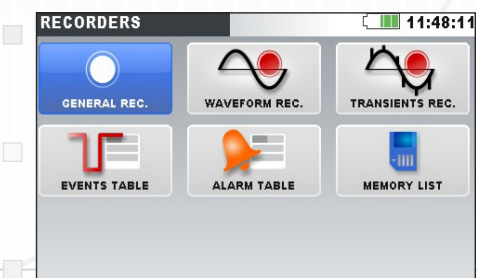 RECORDERS 11:48:11
GENERAL REC. WAVEFORM REC. TRANSIENTS REC.
EVENTS TABLE ALARM TABLE MEMORY LIST